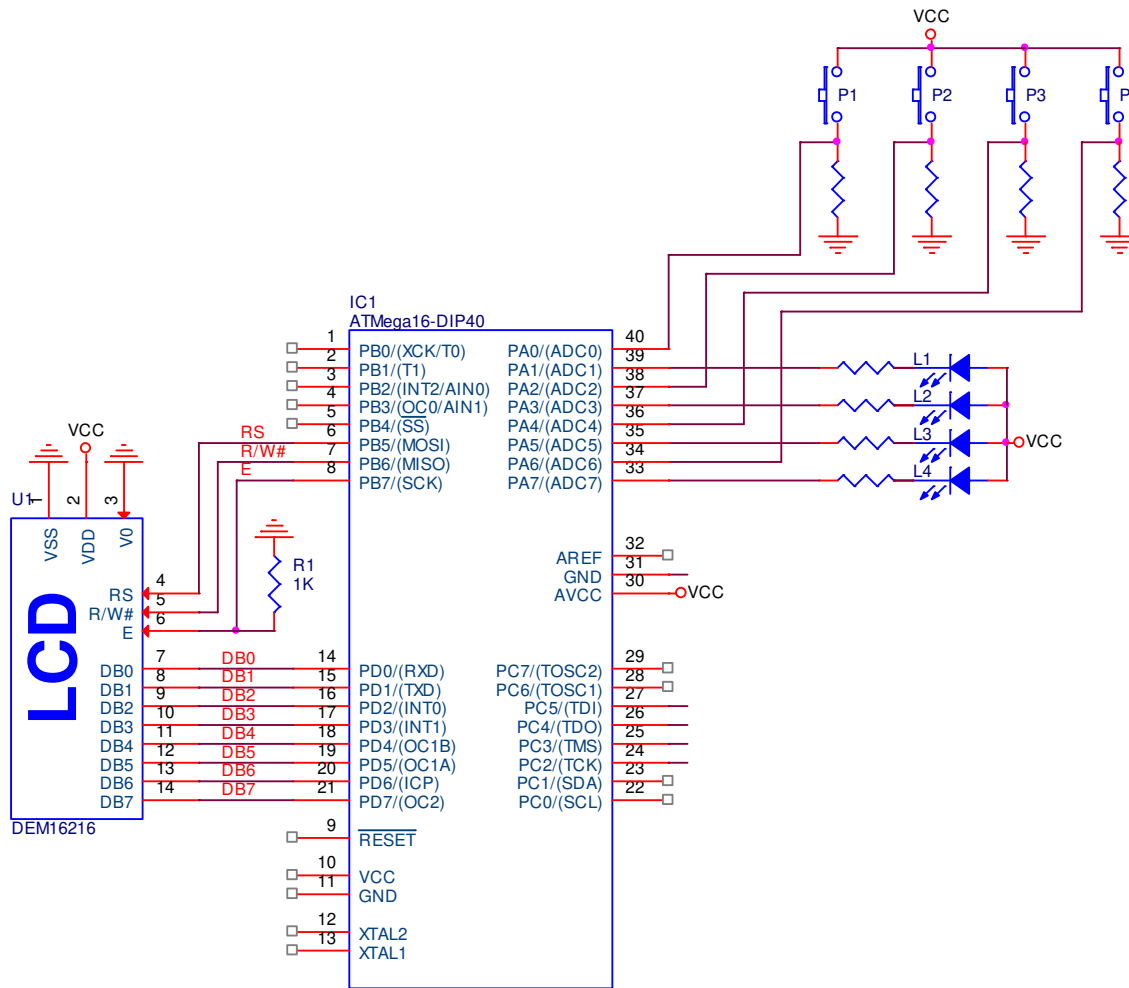 VCC
P1
P2
P3
P
IC1
ATMega16-DIP40
1
PB0/(XCK/T0)
2
PB1/(T1)
3
PB2/(INT2/AIN0)
4
PB3/(OC0/AIN1)
5
PB4/(SS)
RS
6
PB5/(MOSI)
R/W#
7
PB6/(MISO)
E
8
PB7/(SCK)
40
PA0/(ADC0)
39
PA1/(ADC1)
38
PA2/(ADC2)
37
PA3/(ADC3)
36
PA4/(ADC4)
35
PA5/(ADC5)
34
PA6/(ADC6)
33
PA7/(ADC7)
L1
L2
L3
L4
VCC
32
AREF
31
GND
30
AVCC
VCC
VCC
U1
1
2
3
VSS
VDD
V0
R1
1K
LCD
4
RS
5
R/W#
6
E
7
DB0
8
DB1
9
DB2
10
DB3
11
DB4
12
DB5
13
DB6
14
DB7
DEM16216
DB0
DB1
DB2
DB3
DB4
DB5
DB6
DB7
14
PD0/(RXD)
15
PD1/(TXD)
16
PD2/(INT0)
17
PD3/(INT1)
18
PD4/(OC1B)
19
PD5/(OC1A)
20
PD6/(ICP)
21
PD7/(OC2)
29
PC7/(TOSC2)
28
PC6/(TOSC1)
27
PC5/(TDI)
26
PC4/(TDO)
25
PC3/(TMS)
24
PC2/(TCK)
23
PC1/(SDA)
22
PC0/(SCL)
9
RESET
10
VCC
11
GND
12
XTAL2
13
XTAL1